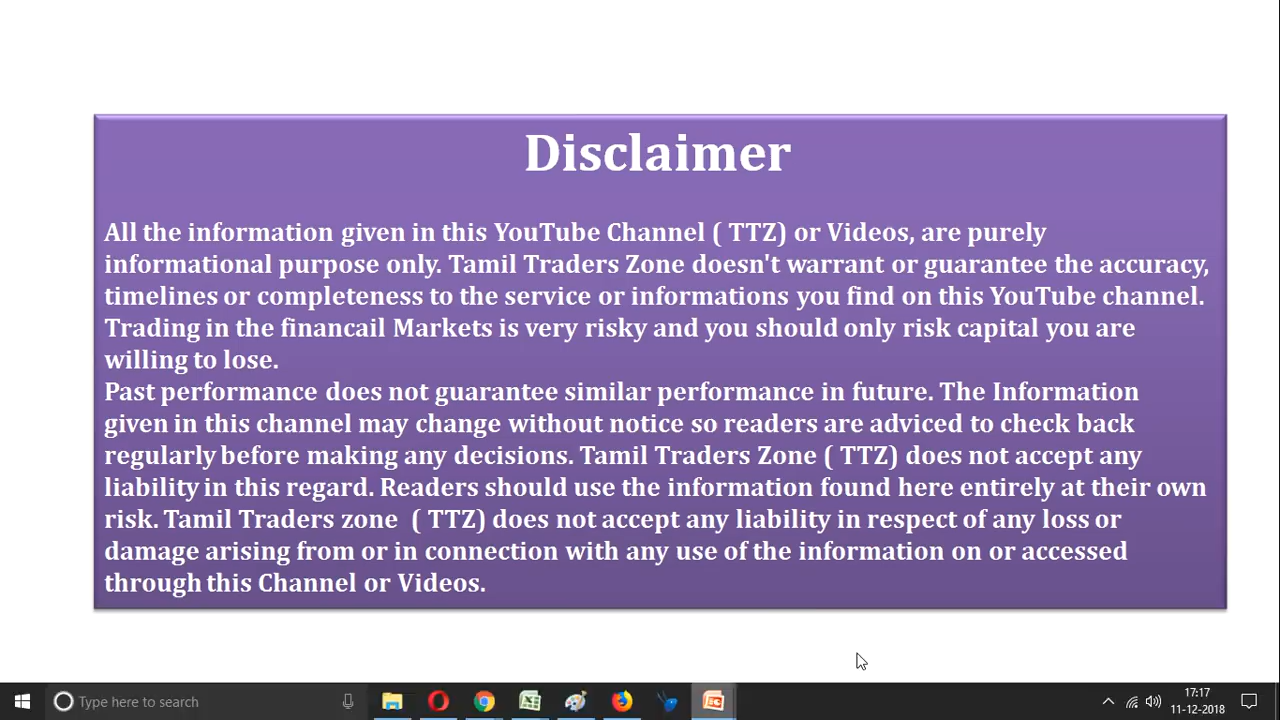 Disclaimer
All the information given in this YouTube Channel ( TTZ) or Videos, are purely
informational purpose only. Tamil Traders Zone doesn't warrant or guarantee the accuracy,
timelines or completeness to the service or informations you find on this YouTube channel.
Trading in the financail Markets is very risky and you should only risk capital you are
willing to lose.
Past performance does not guarantee similar performance in future. The Information
given in this channel may change without notice so readers are adviced to check back
regularly before making any decisions. Tamil Traders Zone ( TTZ) does not accept any
liability in this regard. Readers should use the information found here entirely at their own
risk. Tamil Traders zone  ( TTZ) does not accept any liability in respect of any loss or
damage arising from or in connection with any use of the information on or accessed
through this Channel or Videos.
Type here to search
17:17
11-12-2018